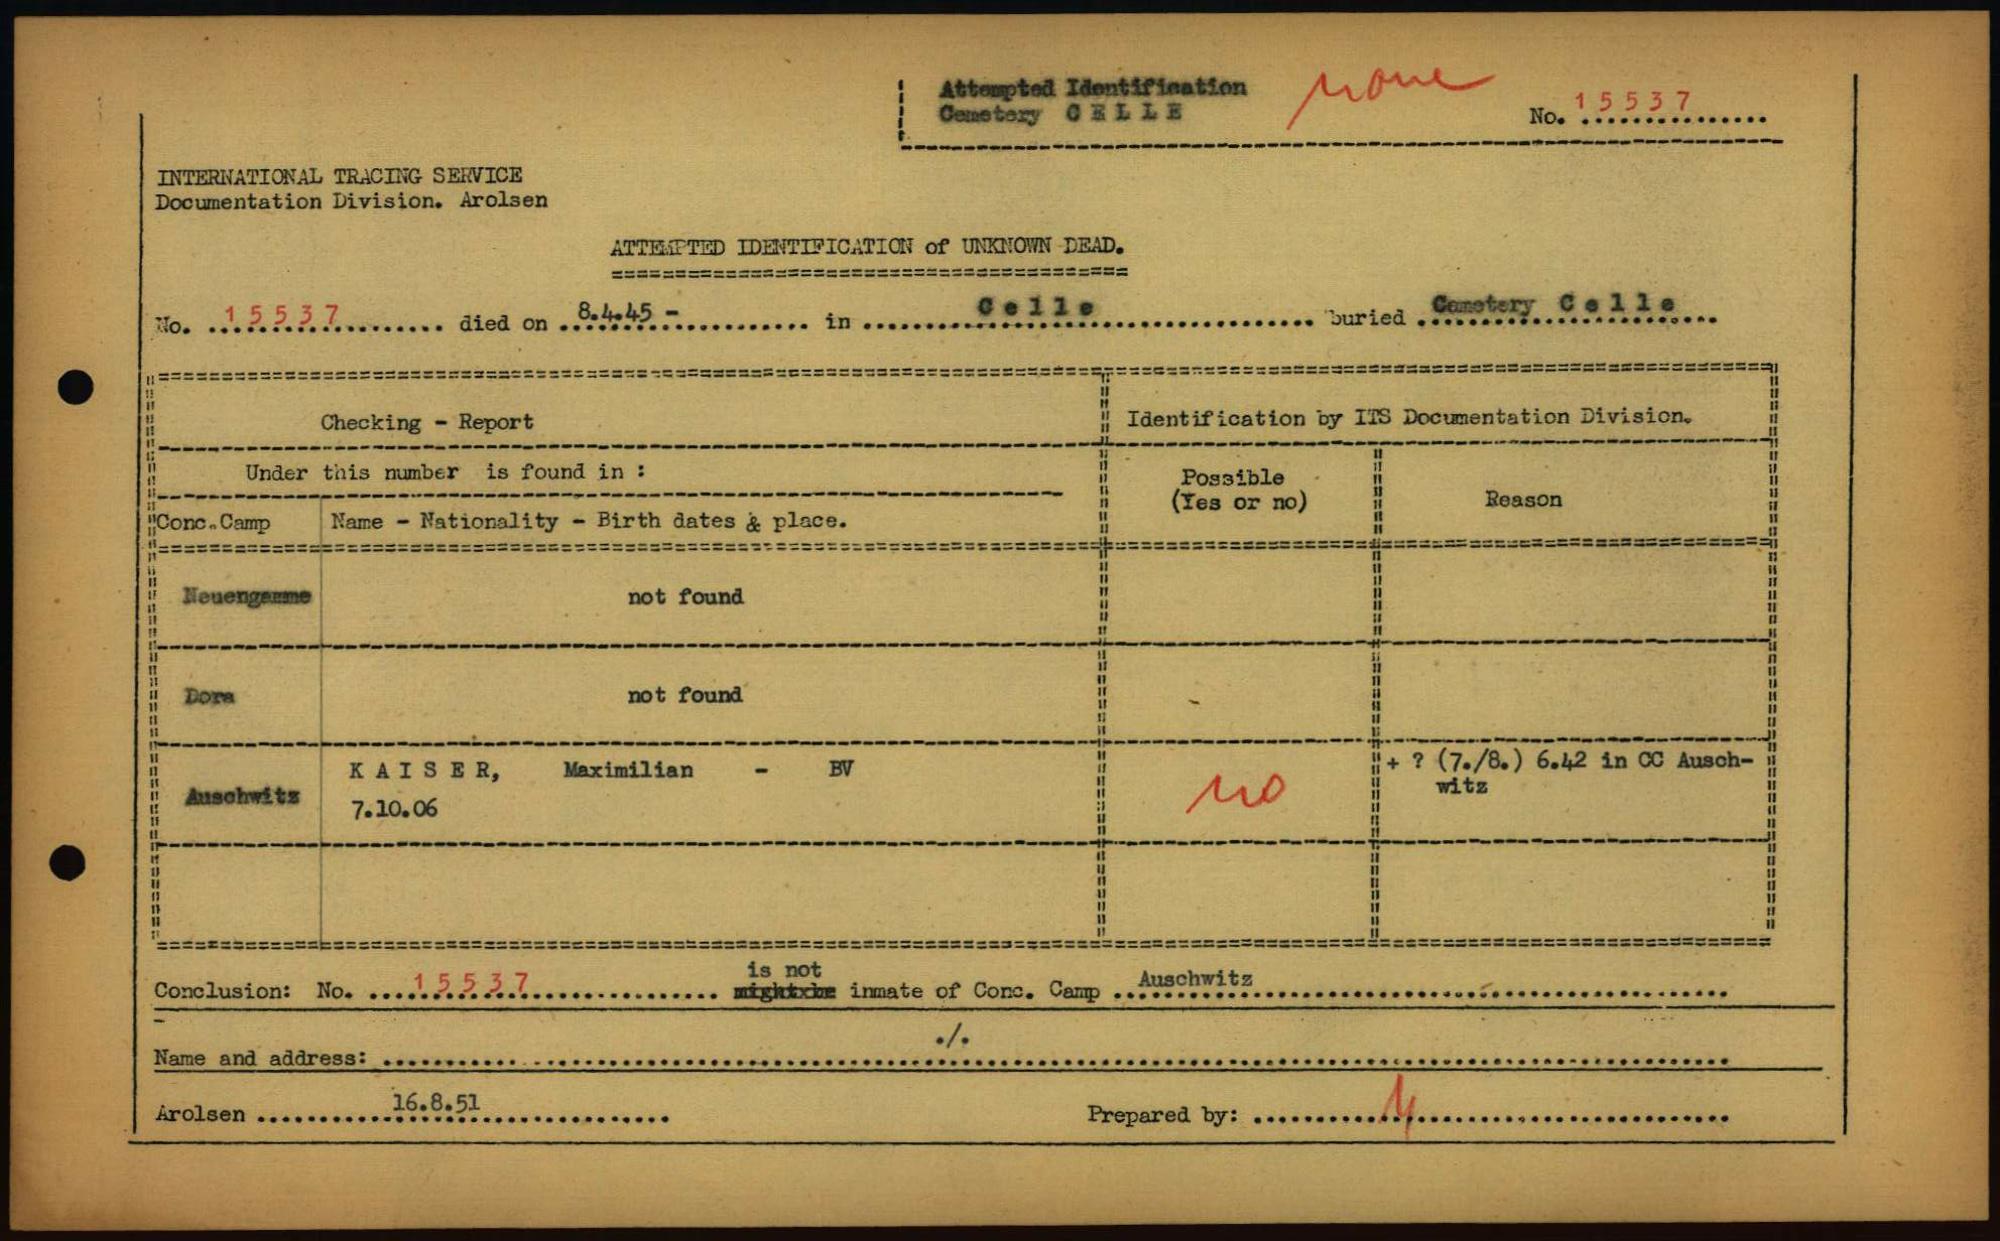 Attempted Identification
Cemetery CELLE
none
No. 15537
INTERNATIONAL TRACING SERVICE
Documentation Division. Arolsen
ATTEMPTED IDENTIFICATION of UNKNOWN DEAD.
No. 15537 died on 8.4.45 - in Celle buried Cemetery Celle
Checking - Report
Identification by ITS Documentation Division.
Under this number is found in :
Possible
(Yes or no)
Reason
Conc.Camp
Name - Nationality - Birth dates & place.
Neuengamme
not found
Dora
not found
Auschwitz
KAISER, Maximilian - BV
7.10.06
no
+ ? (7./8.) 6.42 in CC Ausch-
witz
is not
Conclusion: No. 15537 might be inmate of Conc. Camp Auschwitz
Name and address: ./.
Arolsen 16.8.51
Prepared by: